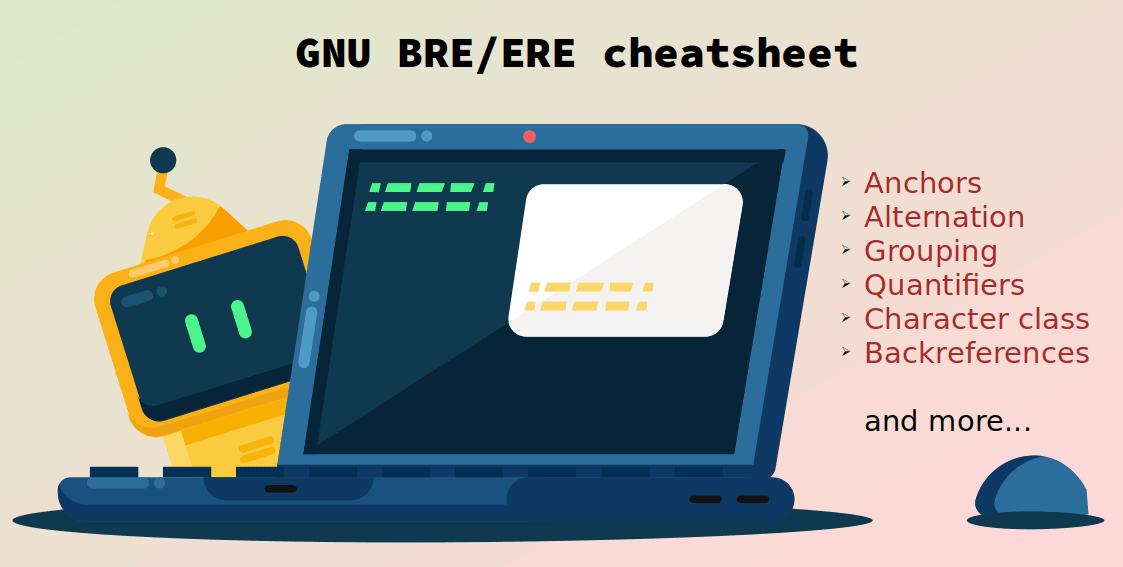 GNU BRE/ERE cheatsheet
Anchors
Alternation
Grouping
Quantifiers
Character class
Backreferences
and more...